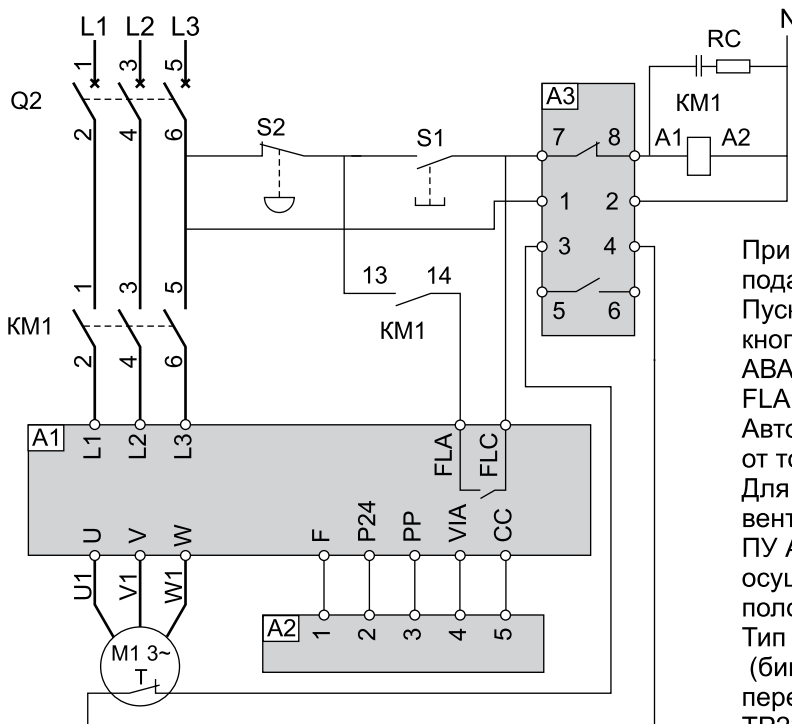 L1 L2 L3
N
RC
1 3 5
Q2
2 4 6
S2
S1
A3
KM1
7 8
A1 A2
1 2
3 4
5 6
13 14
KM1
1 3 5
KM1
2 4 6
При
пода
Пуск
кноп
АВА
FLA
Авто
от то
Для
вент
ПУ А
осущ
поло
Тип
(бим
пере
A1
L1 L2 L3 FLA FLC
U V W F P24 PP VIA CC
U1 V1 W1
A2
1 2 3 4 5
M1 3~
T